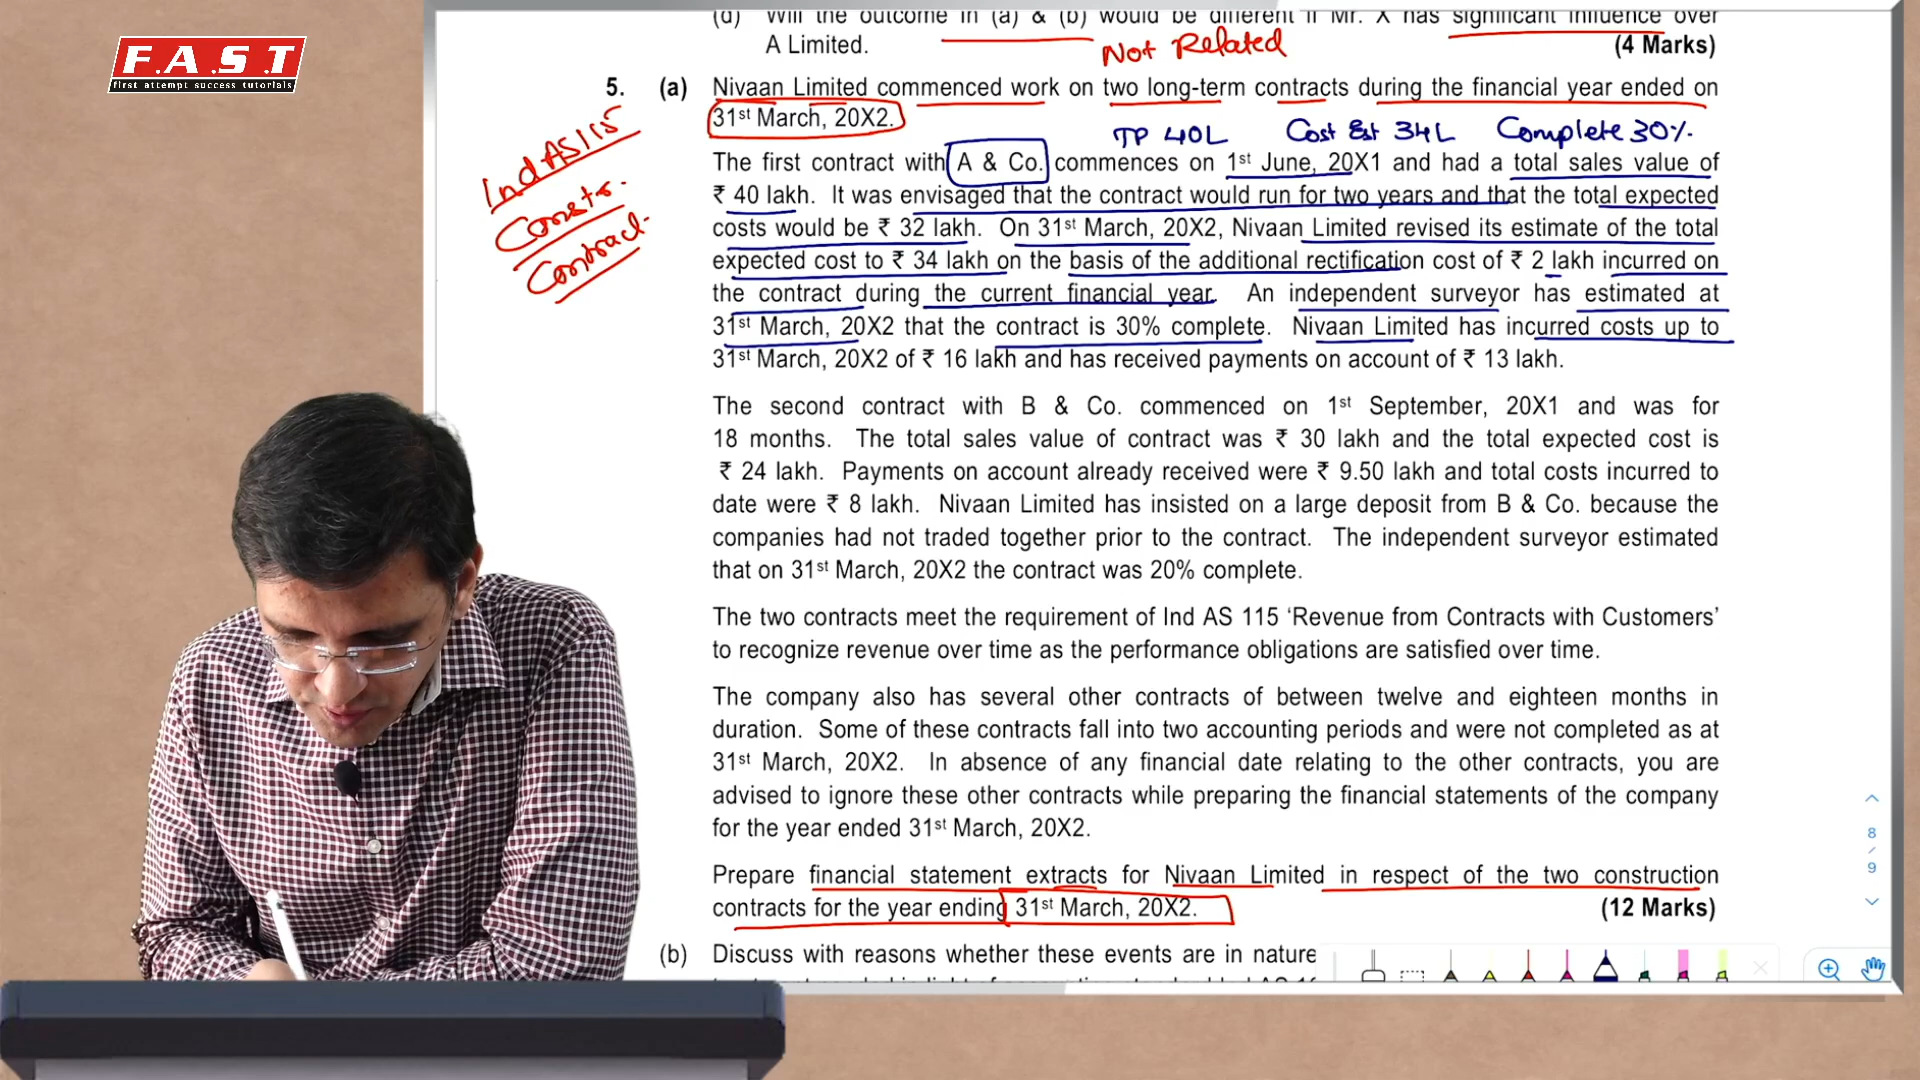 F.A.S.T
first attempt success tutorials
(d) Will the outcome in (a) & (b) would be different if Mr. X has significant influence over
A Limited. (4 Marks)
Not Related
5. (a) Nivaan Limited commenced work on two long-term contracts during the financial year ended on
31st March, 20X2.
Ind AS 115
Constr.
Contract
TP 40L Cost Est 34L Complete 30%
The first contract with A & Co. commences on 1st June, 20X1 and had a total sales value of
₹ 40 lakh. It was envisaged that the contract would run for two years and that the total expected
costs would be ₹ 32 lakh. On 31st March, 20X2, Nivaan Limited revised its estimate of the total
expected cost to ₹ 34 lakh on the basis of the additional rectification cost of ₹ 2 lakh incurred on
the contract during the current financial year. An independent surveyor has estimated at
31st March, 20X2 that the contract is 30% complete. Nivaan Limited has incurred costs up to
31st March, 20X2 of ₹ 16 lakh and has received payments on account of ₹ 13 lakh.
The second contract with B & Co. commenced on 1st September, 20X1 and was for
18 months. The total sales value of contract was ₹ 30 lakh and the total expected cost is
₹ 24 lakh. Payments on account already received were ₹ 9.50 lakh and total costs incurred to
date were ₹ 8 lakh. Nivaan Limited has insisted on a large deposit from B & Co. because the
companies had not traded together prior to the contract. The independent surveyor estimated
that on 31st March, 20X2 the contract was 20% complete.
The two contracts meet the requirement of Ind AS 115 ‘Revenue from Contracts with Customers’
to recognize revenue over time as the performance obligations are satisfied over time.
The company also has several other contracts of between twelve and eighteen months in
duration. Some of these contracts fall into two accounting periods and were not completed as at
31st March, 20X2. In absence of any financial date relating to the other contracts, you are
advised to ignore these other contracts while preparing the financial statements of the company
for the year ended 31st March, 20X2.
Prepare financial statement extracts for Nivaan Limited in respect of the two construction
contracts for the year ending 31st March, 20X2. (12 Marks)
(b) Discuss with reasons whether these events are in nature
8
/
9